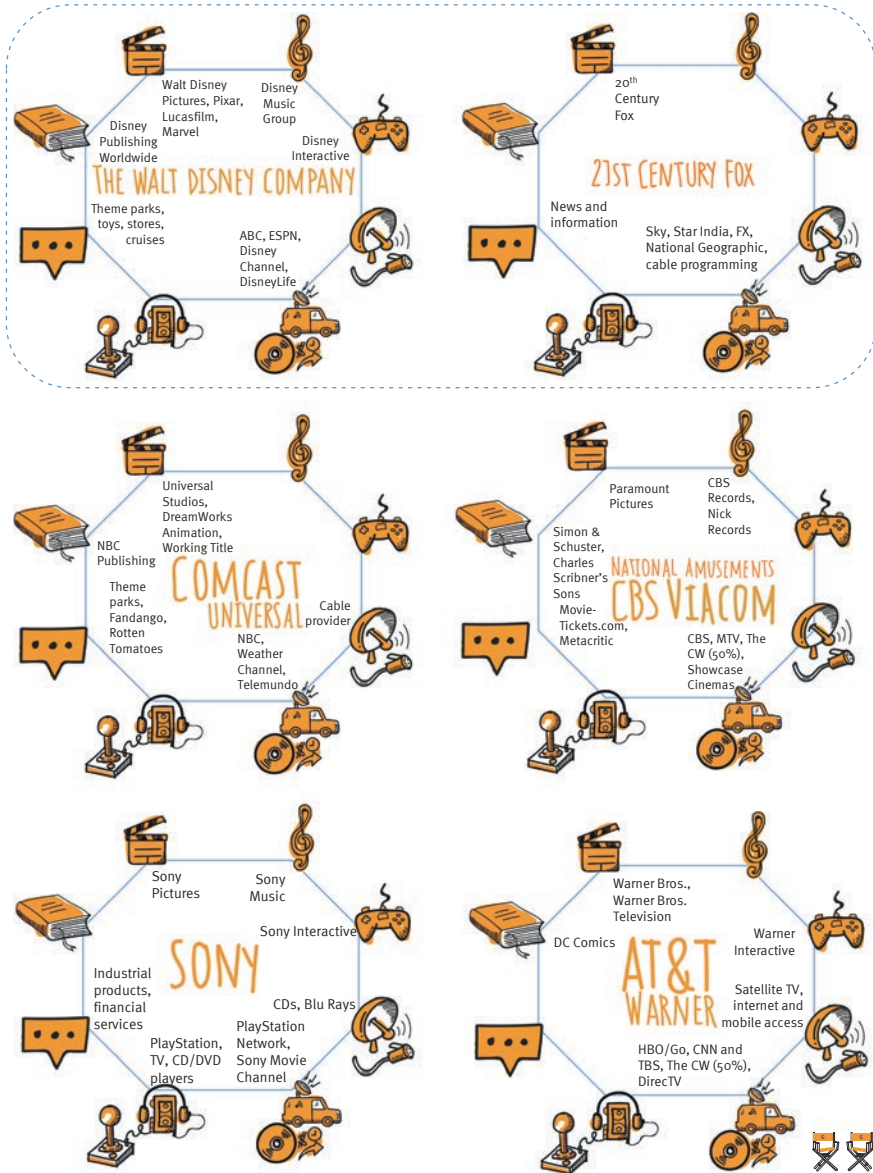 Walt Disney
Pictures, Pixar,
Lucasfilm,
Marvel
Disney
Music
Group
Disney
Publishing
Worldwide
Disney
Interactive
THE WALT DISNEY COMPANY
Theme parks,
toys, stores,
cruises
ABC, ESPN,
Disney
Channel,
DisneyLife
20th
Century
Fox
21ST CENTURY FOX
News and
information
Sky, Star India, FX,
National Geographic,
cable programming
Universal
Studios,
DreamWorks
Animation,
Working Title
NBC
Publishing
COMCAST
UNIVERSAL
Theme
parks,
Fandango,
Rotten
Tomatoes
Cable
provider
NBC,
Weather
Channel,
Telemundo
Paramount
Pictures
CBS
Records,
Nick
Records
Simon &
Schuster,
Charles
Scribner's
Sons
Movie-
Tickets.com,
Metacritic
NATIONAL AMUSEMENTS
CBS VIACOM
CBS, MTV, The
CW (50%),
Showcase
Cinemas
Sony
Pictures
Sony
Music
Sony Interactive
SONY
Industrial
products,
financial
services
CDs, Blu Rays
PlayStation,
TV, CD/DVD
players
PlayStation
Network,
Sony Movie
Channel
Warner Bros.,
Warner Bros.
Television
DC Comics
Warner
Interactive
AT&T
WARNER
Satellite TV,
internet and
mobile access
HBO/Go, CNN and
TBS, The CW (50%),
DirecTV